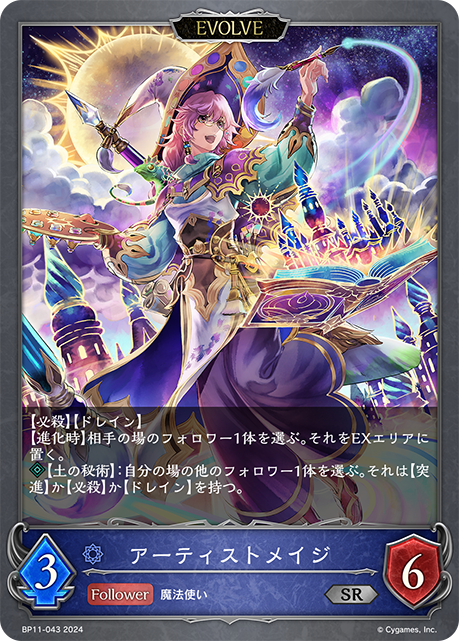 EVOLVE
【必殺】【ドレイン】
【進化時】相手の場のフォロワー1体を選ぶ。それをEXエリアに
置く。
【土の秘術】：自分の場の他のフォロワー1体を選ぶ。それは【突
進】か【必殺】か【ドレイン】を持つ。
3
アーティストメイジ
6
Follower 魔法使い
SR
BP11-043 2024
© Cygames, Inc.